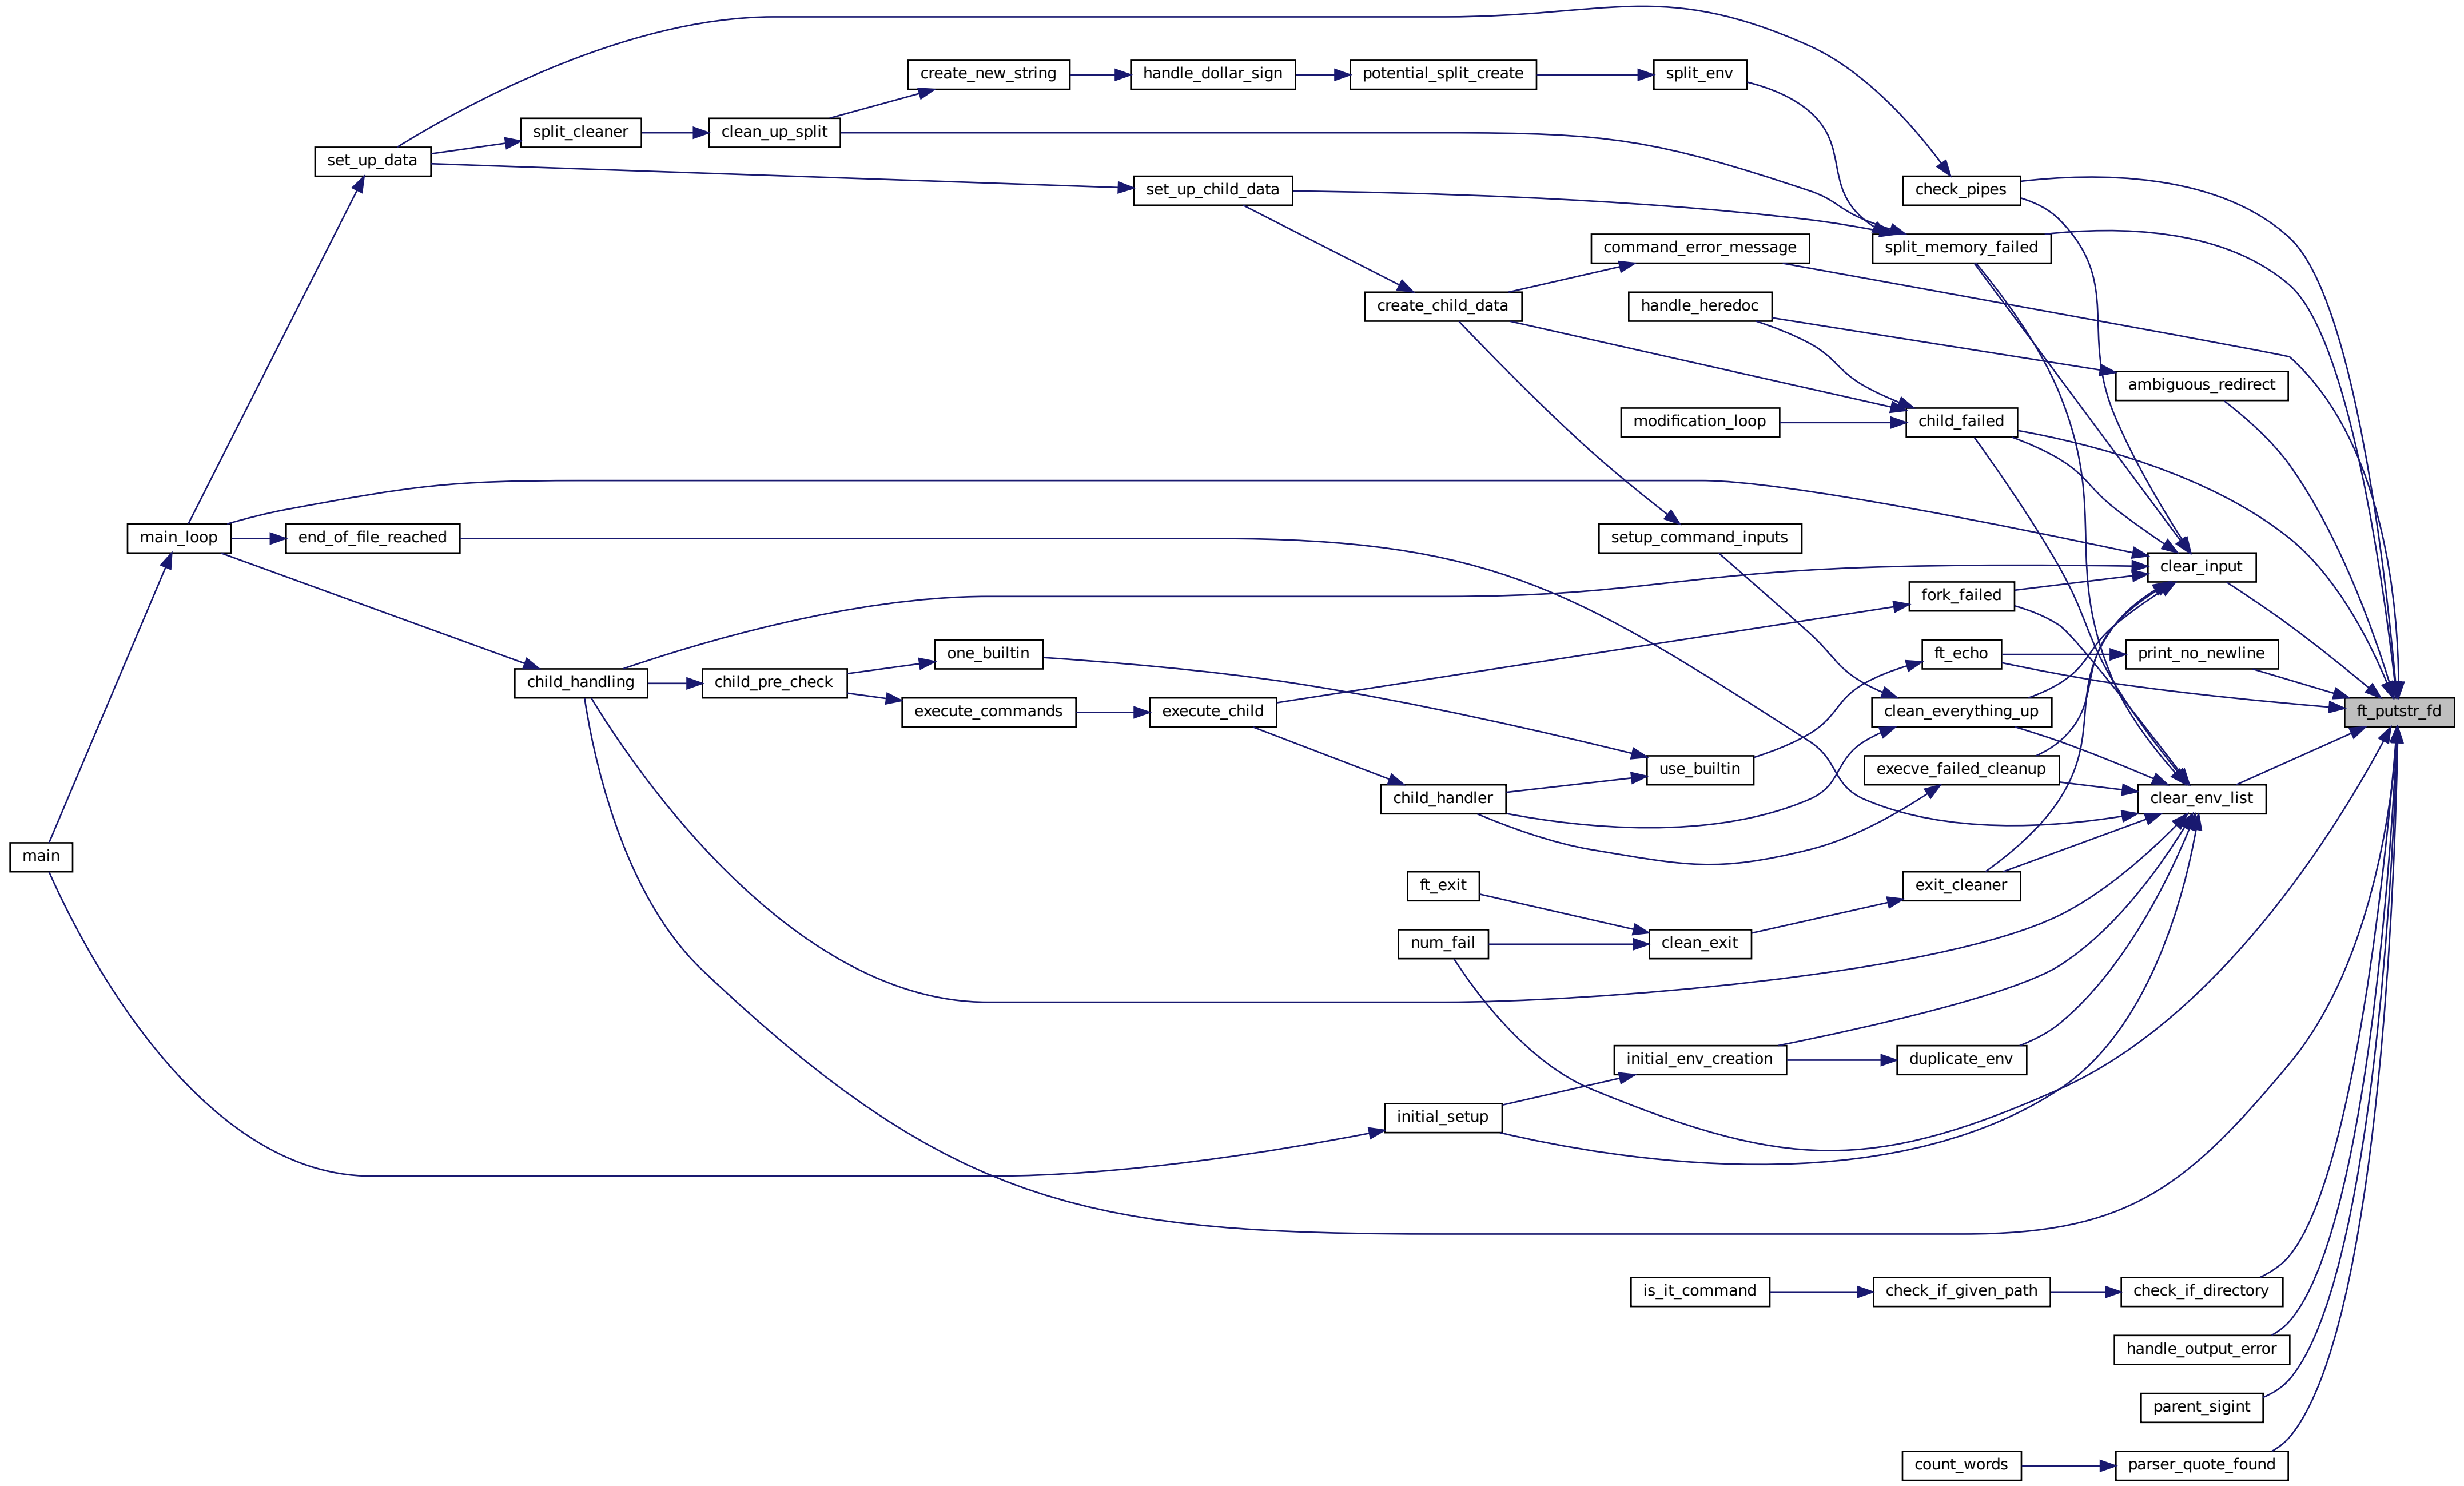 create_new_string
handle_dollar_sign
potential_split_create
split_env
split_cleaner
clean_up_split
set_up_data
set_up_child_data
check_pipes
command_error_message
split_memory_failed
create_child_data
handle_heredoc
ambiguous_redirect
modification_loop
child_failed
main_loop
end_of_file_reached
setup_command_inputs
clear_input
fork_failed
one_builtin
ft_echo
print_no_newline
child_handling
child_pre_check
execute_commands
execute_child
clean_everything_up
ft_putstr_fd
use_builtin
execve_failed_cleanup
child_handler
clear_env_list
main
ft_exit
exit_cleaner
num_fail
clean_exit
initial_env_creation
duplicate_env
initial_setup
is_it_command
check_if_given_path
check_if_directory
handle_output_error
parent_sigint
count_words
parser_quote_found